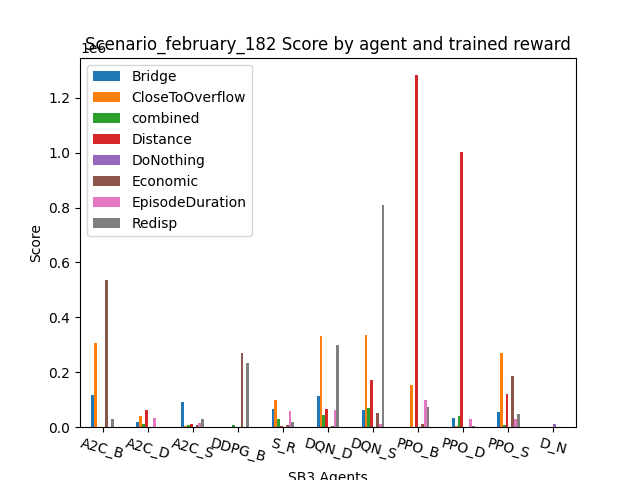 Scenario_february_182 Score by agent and trained reward
1e6
Bridge
CloseToOverflow
combined
Distance
DoNothing
Economic
EpisodeDuration
Redisp
Score
1.2
1.0
0.8
0.6
0.4
0.2
0.0
A2C_B A2C_D A2C_S DDPG_B S_R DQN_D DQN_S PPO_B PPO_D PPO_S D_N
SB3 Agents